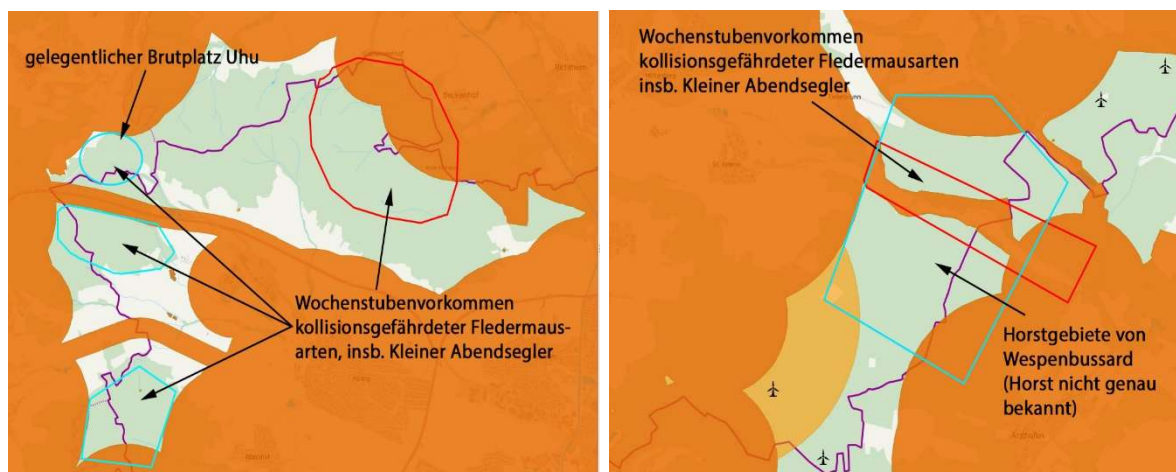 gelegentlicher Brutplatz Uhu
Wochenstubenvorkommen
kollisionsgefährdeter Fledermaus-
arten, insb. Kleiner Abendsegler
Wochenstubenvorkommen
kollisionsgefährdeter Fledermausarten
insb. Kleiner Abendsegler
Horstgebiete von
Wespenbussard
(Horst nicht genau
bekannt)